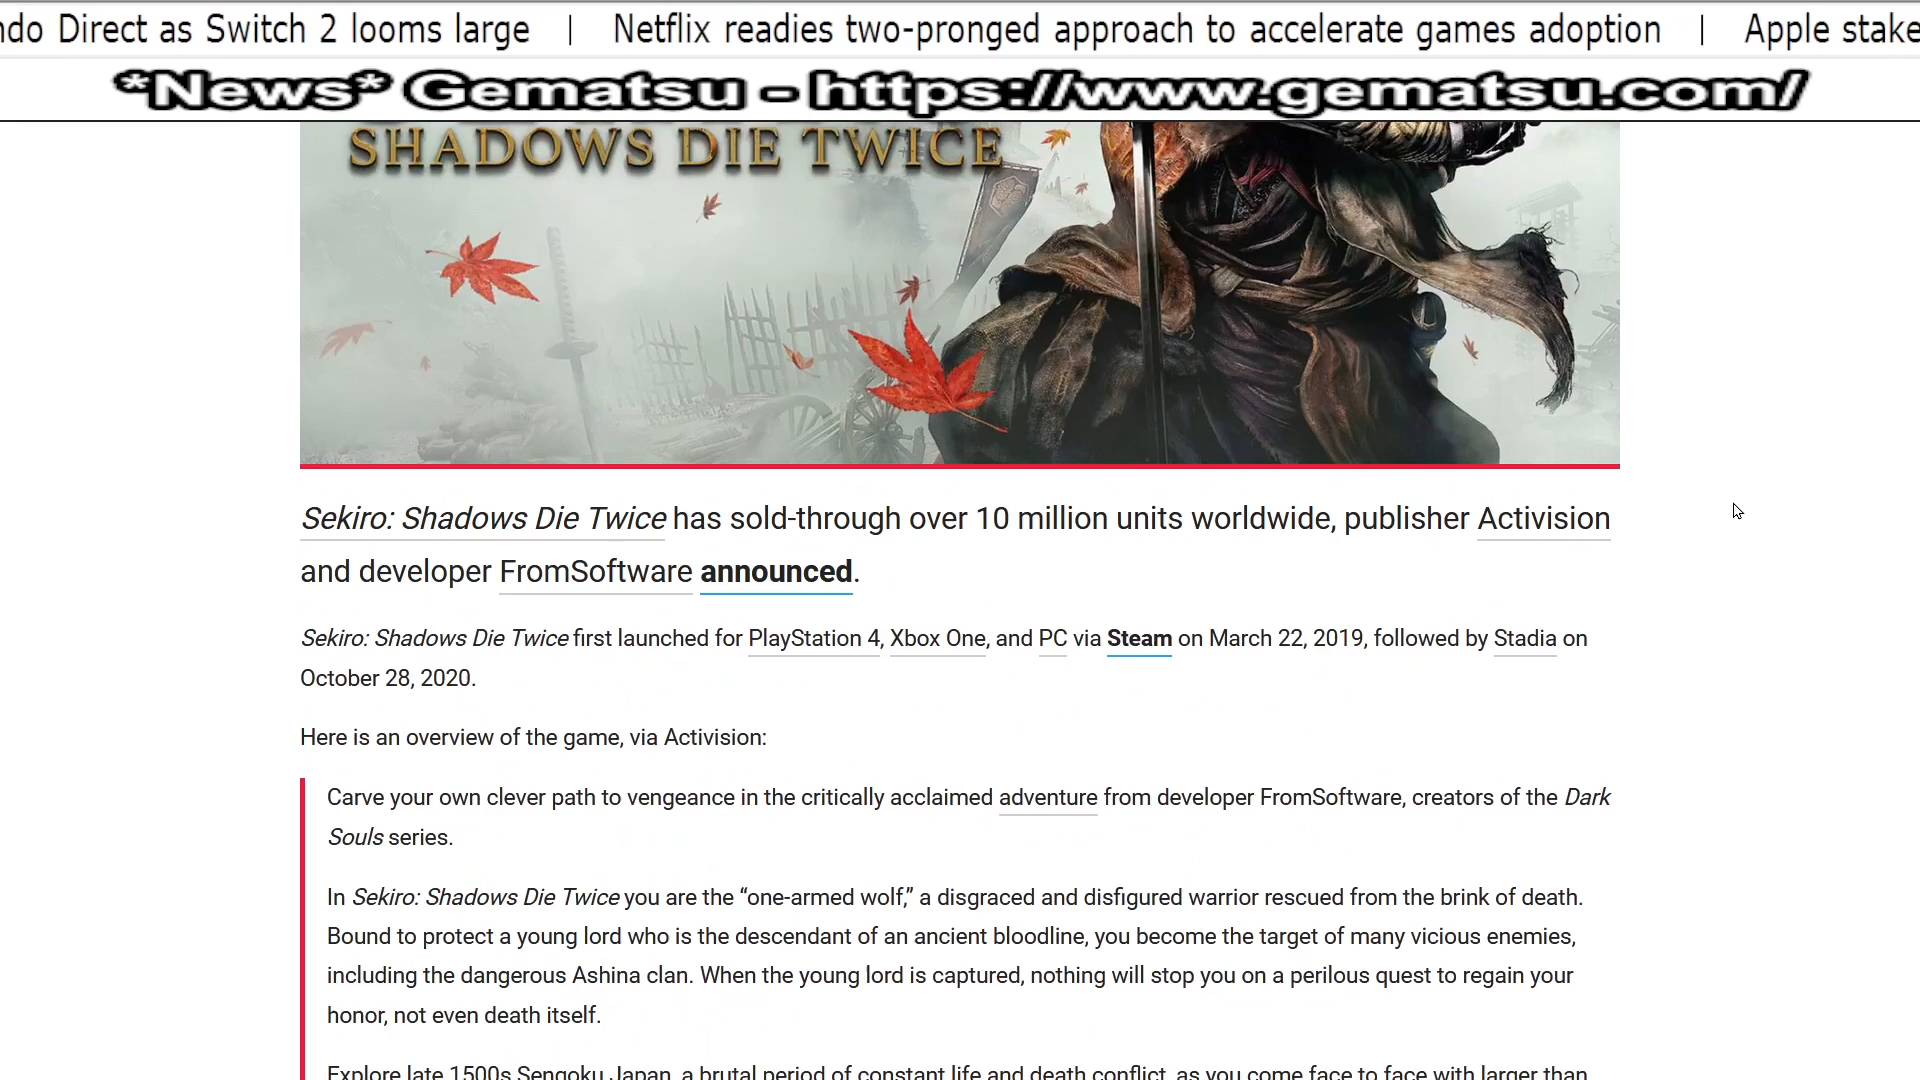 ndo Direct as Switch 2 looms large | Netflix readies two-pronged approach to accelerate games adoption | Apple stake
*News* Gematsu - https://www.gematsu.com/
SHADOWS DIE TWICE
Sekiro: Shadows Die Twice has sold-through over 10 million units worldwide, publisher Activision
and developer FromSoftware announced.
Sekiro: Shadows Die Twice first launched for PlayStation 4, Xbox One, and PC via Steam on March 22, 2019, followed by Stadia on
October 28, 2020.
Here is an overview of the game, via Activision:
Carve your own clever path to vengeance in the critically acclaimed adventure from developer FromSoftware, creators of the Dark
Souls series.
In Sekiro: Shadows Die Twice you are the “one-armed wolf,” a disgraced and disfigured warrior rescued from the brink of death.
Bound to protect a young lord who is the descendant of an ancient bloodline, you become the target of many vicious enemies,
including the dangerous Ashina clan. When the young lord is captured, nothing will stop you on a perilous quest to regain your
honor, not even death itself.
Explore late 1500s Sengoku Japan, a brutal period of constant life and death conflict, as you come face to face with larger than